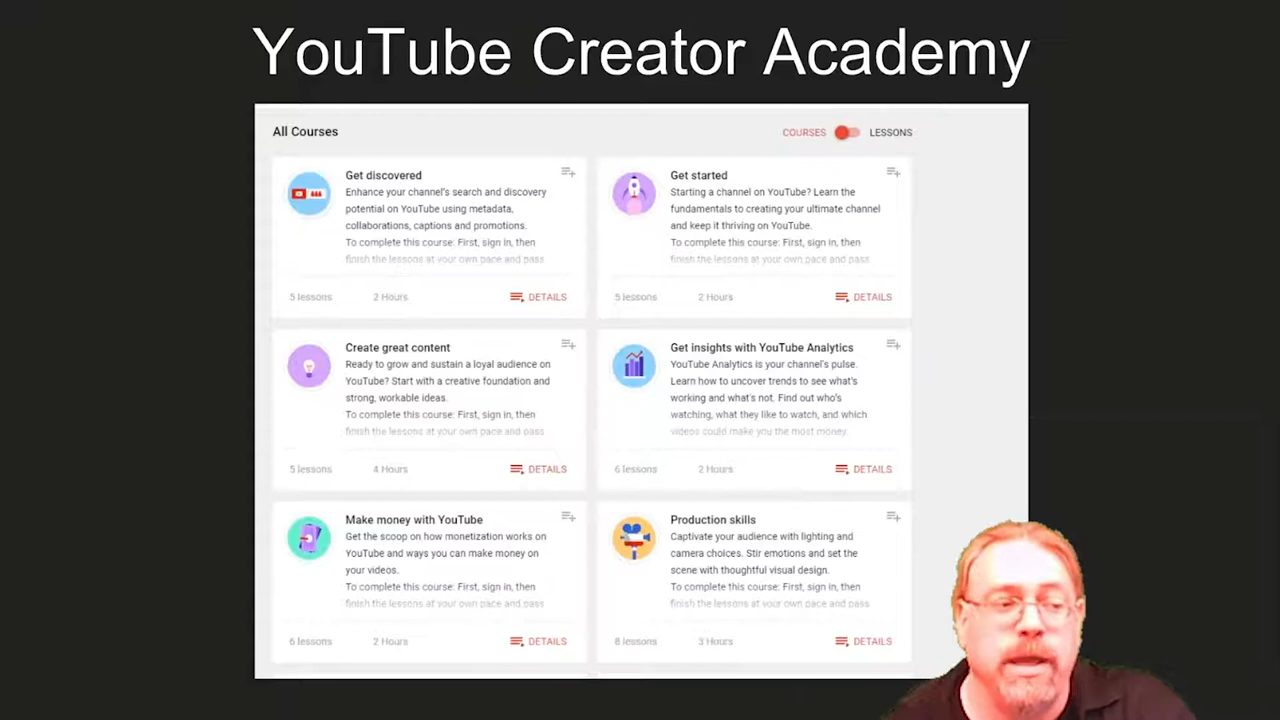 YouTube Creator Academy
All Courses
COURSES LESSONS
Get discovered
Enhance your channel's search and discovery
potential on YouTube using metadata,
collaborations, captions and promotions.
To complete this course: First, sign in, then
finish the lessons at your own pace and pass
5 lessons 2 Hours DETAILS
Get started
Starting a channel on YouTube? Learn the
fundamentals to creating your ultimate channel
and keep it thriving on YouTube.
To complete this course: First, sign in, then
finish the lessons at your own pace and pass
5 lessons 2 Hours DETAILS
Create great content
Ready to grow and sustain a loyal audience on
YouTube? Start with a creative foundation and
strong, workable ideas.
To complete this course: First, sign in, then
finish the lessons at your own pace and pass
5 lessons 4 Hours DETAILS
Get insights with YouTube Analytics
YouTube Analytics is your channel's pulse.
Learn how to uncover trends to see what's
working and what's not. Find out who's
watching, what they like to watch, and which
videos could make you the most money.
6 lessons 2 Hours DETAILS
Make money with YouTube
Get the scoop on how monetization works on
YouTube and ways you can make money on
your videos.
To complete this course: First, sign in, then
finish the lessons at your own pace and pass
6 lessons 2 Hours DETAILS
Production skills
Captivate your audience with lighting and
camera choices. Stir emotions and set the
scene with thoughtful visual design.
To complete this course: First, sign in, then
finish the lessons at your own pace and pass
8 lessons 3 Hours DETAILS